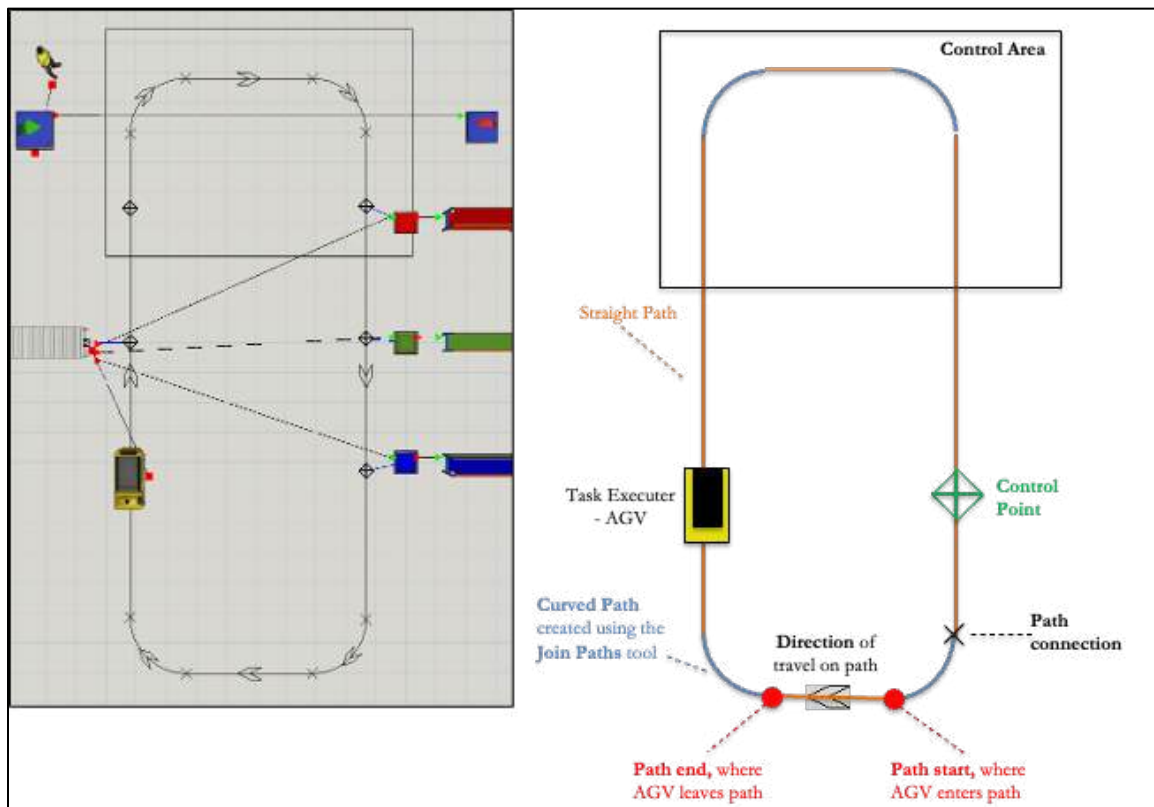 Control Area
Straight Path
Task Executer
- AGV
Control
Point
Curved Path
created using the
Join Paths tool
Direction of
travel on path
Path
connection
Path end, where
AGV leaves path
Path start, where
AGV enters path